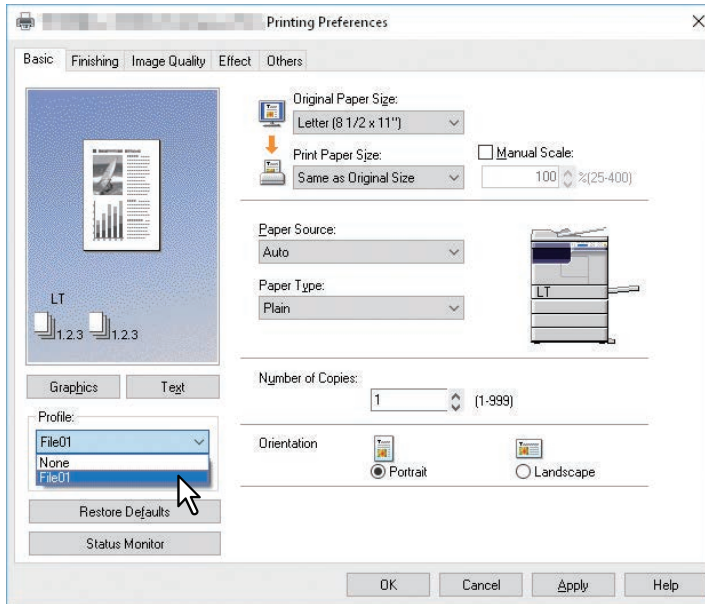 Printing Preferences
Basic Finishing Image Quality Effect Others
Original Paper Size:
Letter (8 1/2 x 11")
Print Paper Size:
Same as Original Size
Manual Scale:
100 %(25-400)
Paper Source:
Auto
Paper Type:
Plain
LT
LT
1.2.3 1.2.3
Graphics Text
Number of Copies:
1 (1-999)
Profile:
File01
None
File01
Orientation
Portrait Landscape
Restore Defaults
Status Monitor
OK Cancel Apply Help